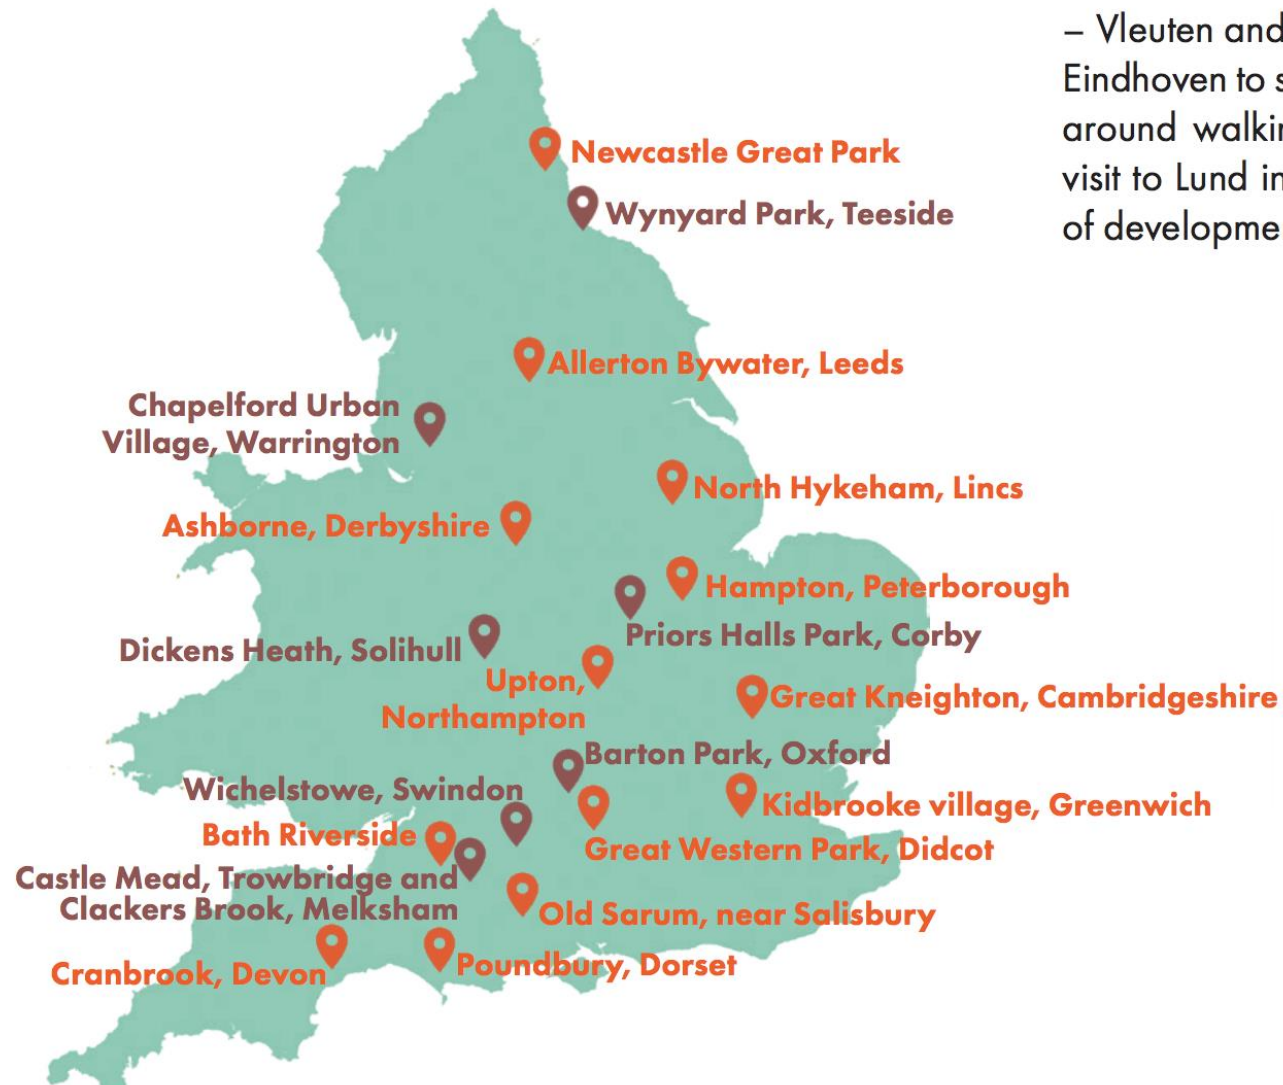 – Vleuten and
Eindhoven to s
around walkin
visit to Lund in
of developme
Newcastle Great Park
Wynyard Park, Teeside
Allerton Bywater, Leeds
Chapelford Urban
Village, Warrington
North Hykeham, Lincs
Ashborne, Derbyshire
Hampton, Peterborough
Priors Halls Park, Corby
Dickens Heath, Solihull
Upton,
Northampton
Great Kneighton, Cambridgeshire
Barton Park, Oxford
Wichelstowe, Swindon
Kidbrooke village, Greenwich
Bath Riverside
Great Western Park, Didcot
Castle Mead, Trowbridge and
Clackers Brook, Melksham
Old Sarum, near Salisbury
Cranbrook, Devon
Poundbury, Dorset